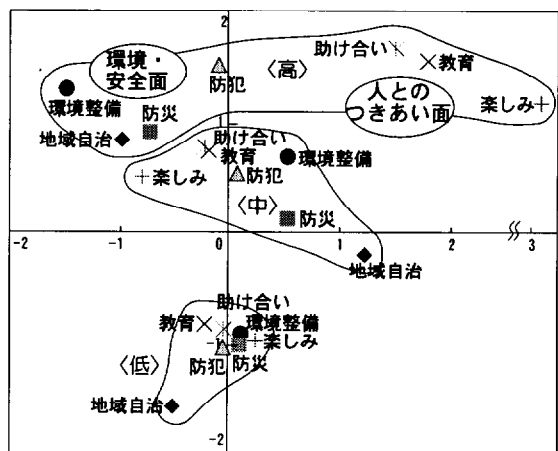 2
環境・
安全面
助け合い
〈高〉
教育
防犯
環境整備
防災
人との
つきあい面
楽しみ
地域自治
1
助け合い
教育
環境整備
楽しみ
防犯
〈中〉
防災
-2
-1
0
1
2
3
地域自治
助け合い
教育
環境整備
-1
楽しみ
〈低〉
防犯
防災
地域自治
-2